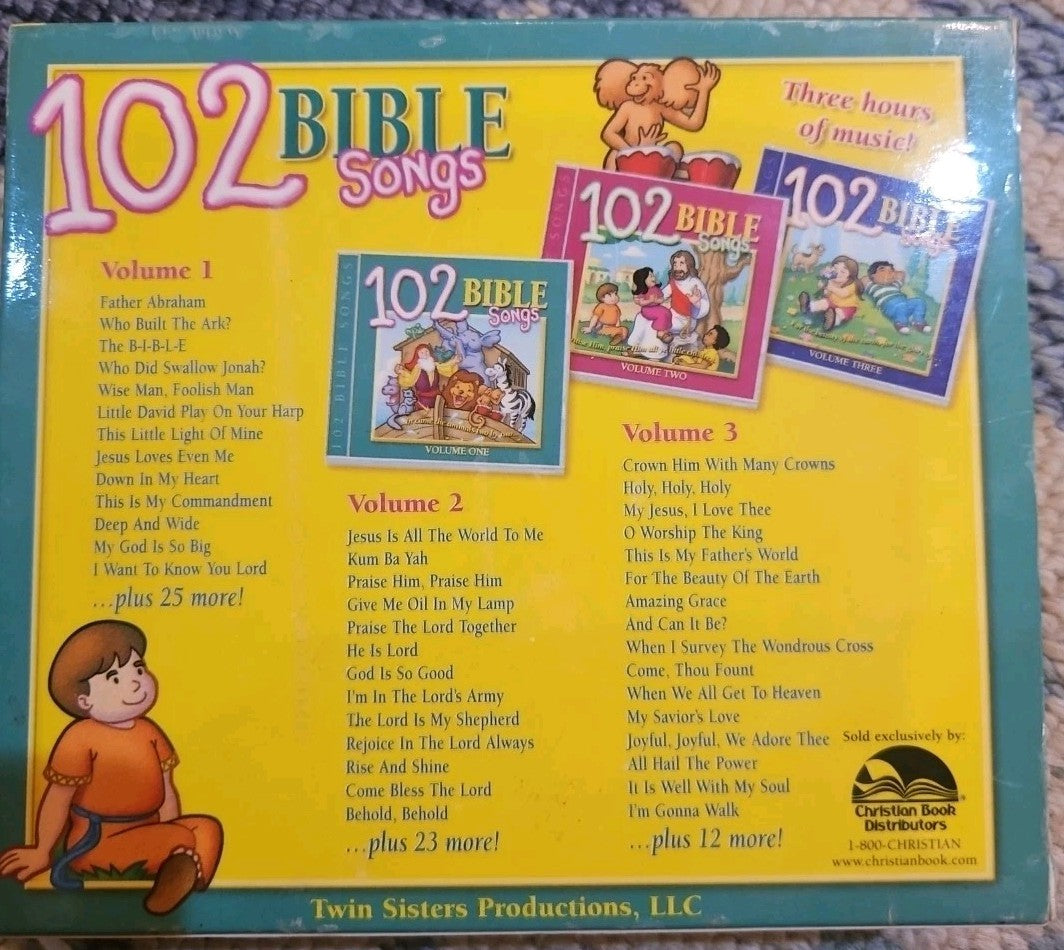 102 BIBLE
Songs
Three hours
of music!
102 BIBLE
Songs
VOLUME THREE
102 BIBLE
Songs
VOLUME TWO
102 BIBLE SONGS
102 BIBLE
Songs
VOLUME ONE
Volume 1
Father Abraham
Who Built The Ark?
The B-I-B-L-E
Who Did Swallow Jonah?
Wise Man, Foolish Man
Little David Play On Your Harp
This Little Light Of Mine
Jesus Loves Even Me
Down In My Heart
This Is My Commandment
Deep And Wide
My God Is So Big
I Want To Know You Lord
...plus 25 more!
Volume 2
Jesus Is All The World To Me
Kum Ba Yah
Praise Him, Praise Him
Give Me Oil In My Lamp
Praise The Lord Together
He Is Lord
God Is So Good
I'm In The Lord's Army
The Lord Is My Shepherd
Rejoice In The Lord Always
Rise And Shine
Come Bless The Lord
Behold, Behold
...plus 23 more!
Volume 3
Crown Him With Many Crowns
Holy, Holy, Holy
My Jesus, I Love Thee
O Worship The King
This Is My Father's World
For The Beauty Of The Earth
Amazing Grace
And Can It Be?
When I Survey The Wondrous Cross
Come, Thou Fount
When We All Get To Heaven
My Savior's Love
Joyful, Joyful, We Adore Thee
All Hail The Power
It Is Well With My Soul
I'm Gonna Walk
...plus 12 more!
Sold exclusively by:
Christian Book
Distributors
1-800-CHRISTIAN
www.christianbook.com
Twin Sisters Productions, LLC